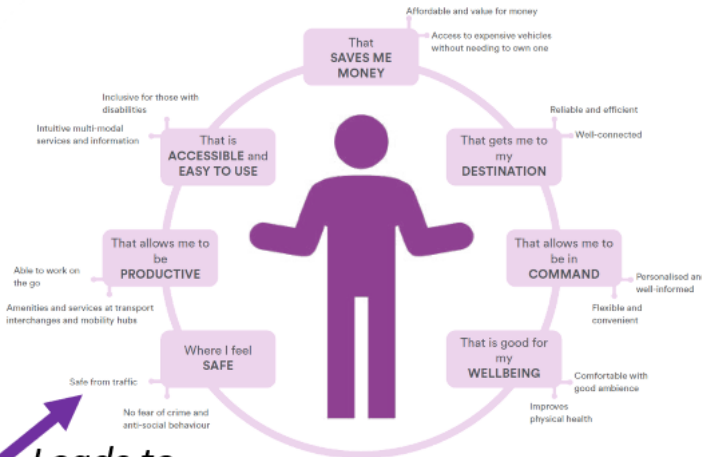 Affordable and value for money
Access to expensive vehicles
without needing to own one
That
SAVES ME
MONEY
Inclusive for those with
disabilities
Intuitive multi-modal
services and information
That is
ACCESSIBLE and
EASY TO USE
Reliable and efficient
Well-connected
That gets me to
my
DESTINATION
That allows me to
be
PRODUCTIVE
Able to work on
the go
Amenities and services at transport
interchanges and mobility hubs
That allows me to
be in
COMMAND
Personalised and
well-informed
Flexible and
convenient
Where I feel
SAFE
Safe from traffic
No fear of crime and
anti-social behaviour
That is good for
my
WELLBEING
Comfortable with
good ambience
Improves
physical health
Leads to